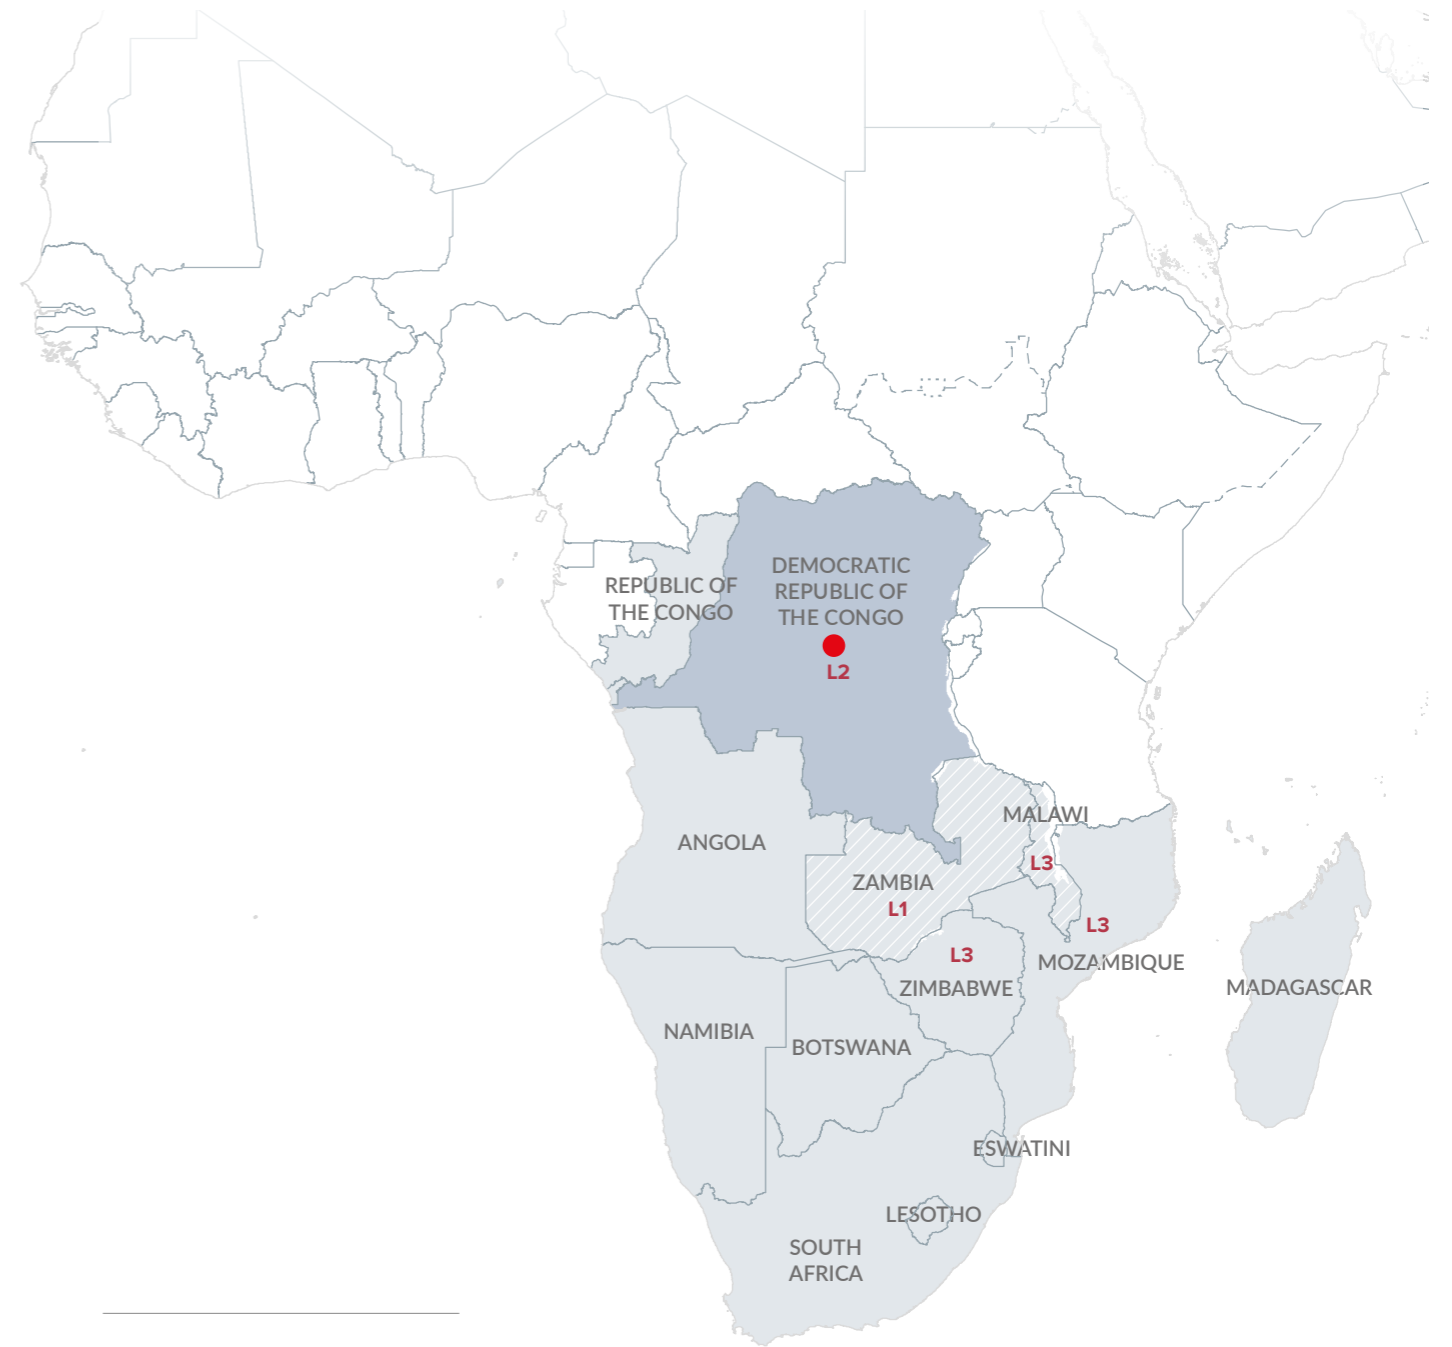 DEMOCRATIC
REPUBLIC OF
THE CONGO
L2
REPUBLIC OF
THE CONGO
ANGOLA
MALAWI
L3
ZAMBIA
L1
L3
MOZAMBIQUE
L3
ZIMBABWE
MADAGASCAR
NAMIBIA
BOTSWANA
ESWATINI
LESOTHO
SOUTH
AFRICA